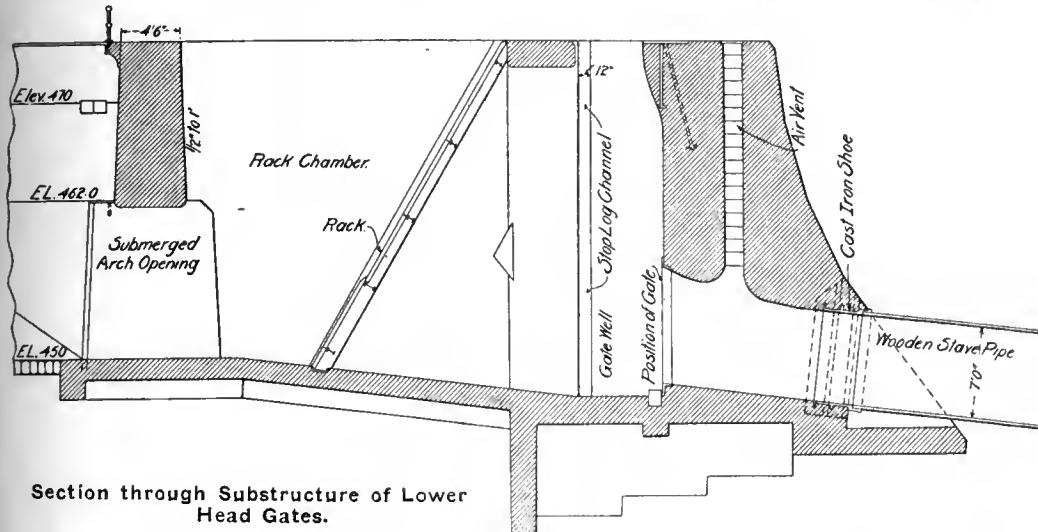 4'6"
Elev. 470
1/2" to 1'
12"
Air Vent
Rack Chamber.
Stop Log Channel
Cast Iron Shoe
EL. 462.0
Rack
Submerged
Arch Opening
Gate Well
Position of Gate
EL. 450
Wooden Stave Pipe
7'0"
Section through Substructure of Lower
Head Gates.